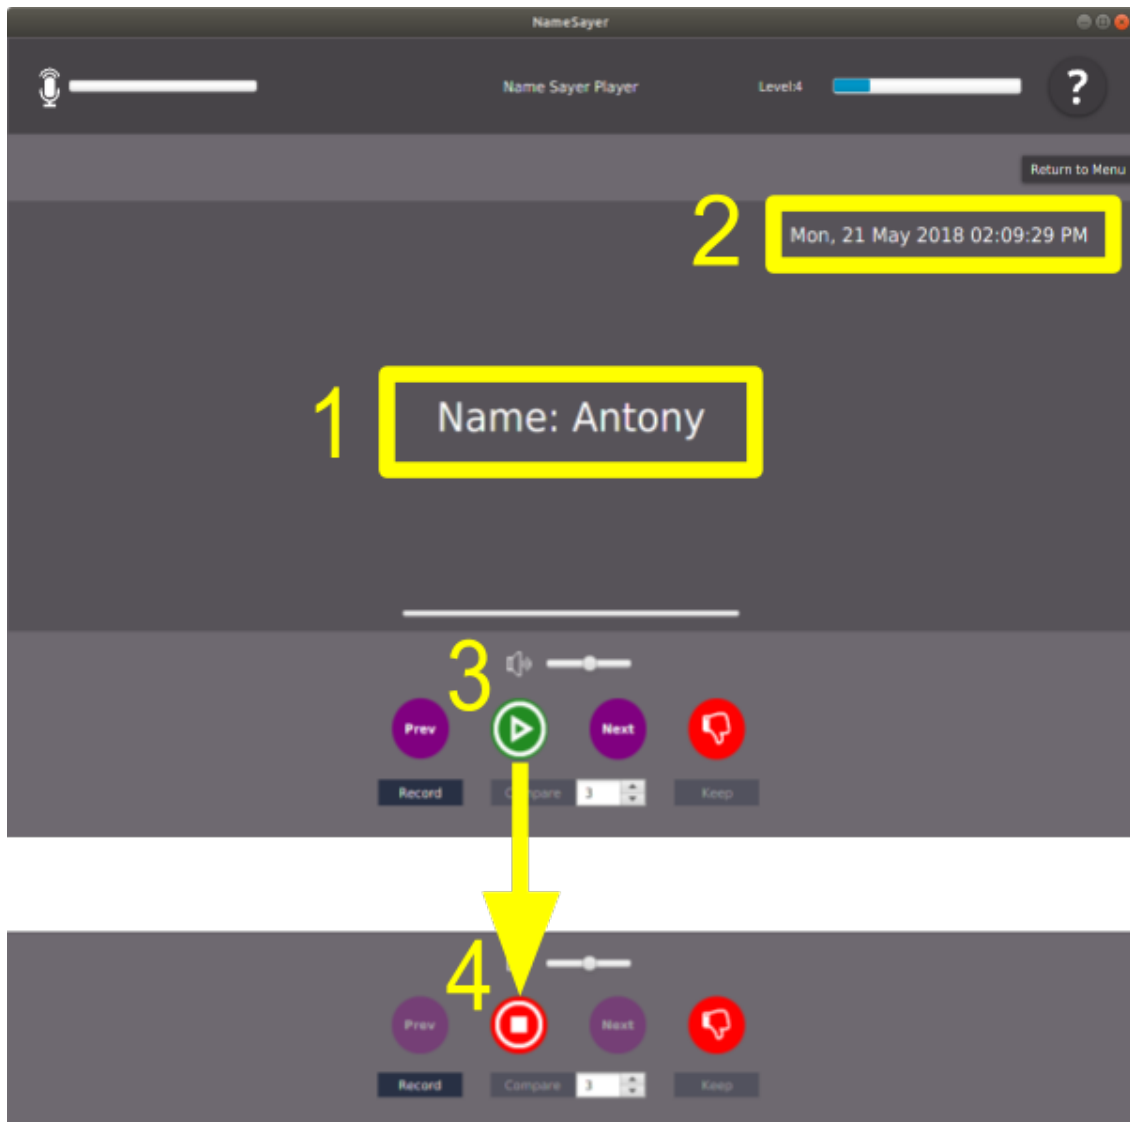 NameSayer
Name Sayer Player
Level:4
?
Return to Menu
2
Mon, 21 May 2018 02:09:29 PM
1
Name: Antony
3
Prev
Next
Record
Compare
3
Keep
4
Prev
Next
Record
Compare
3
Keep